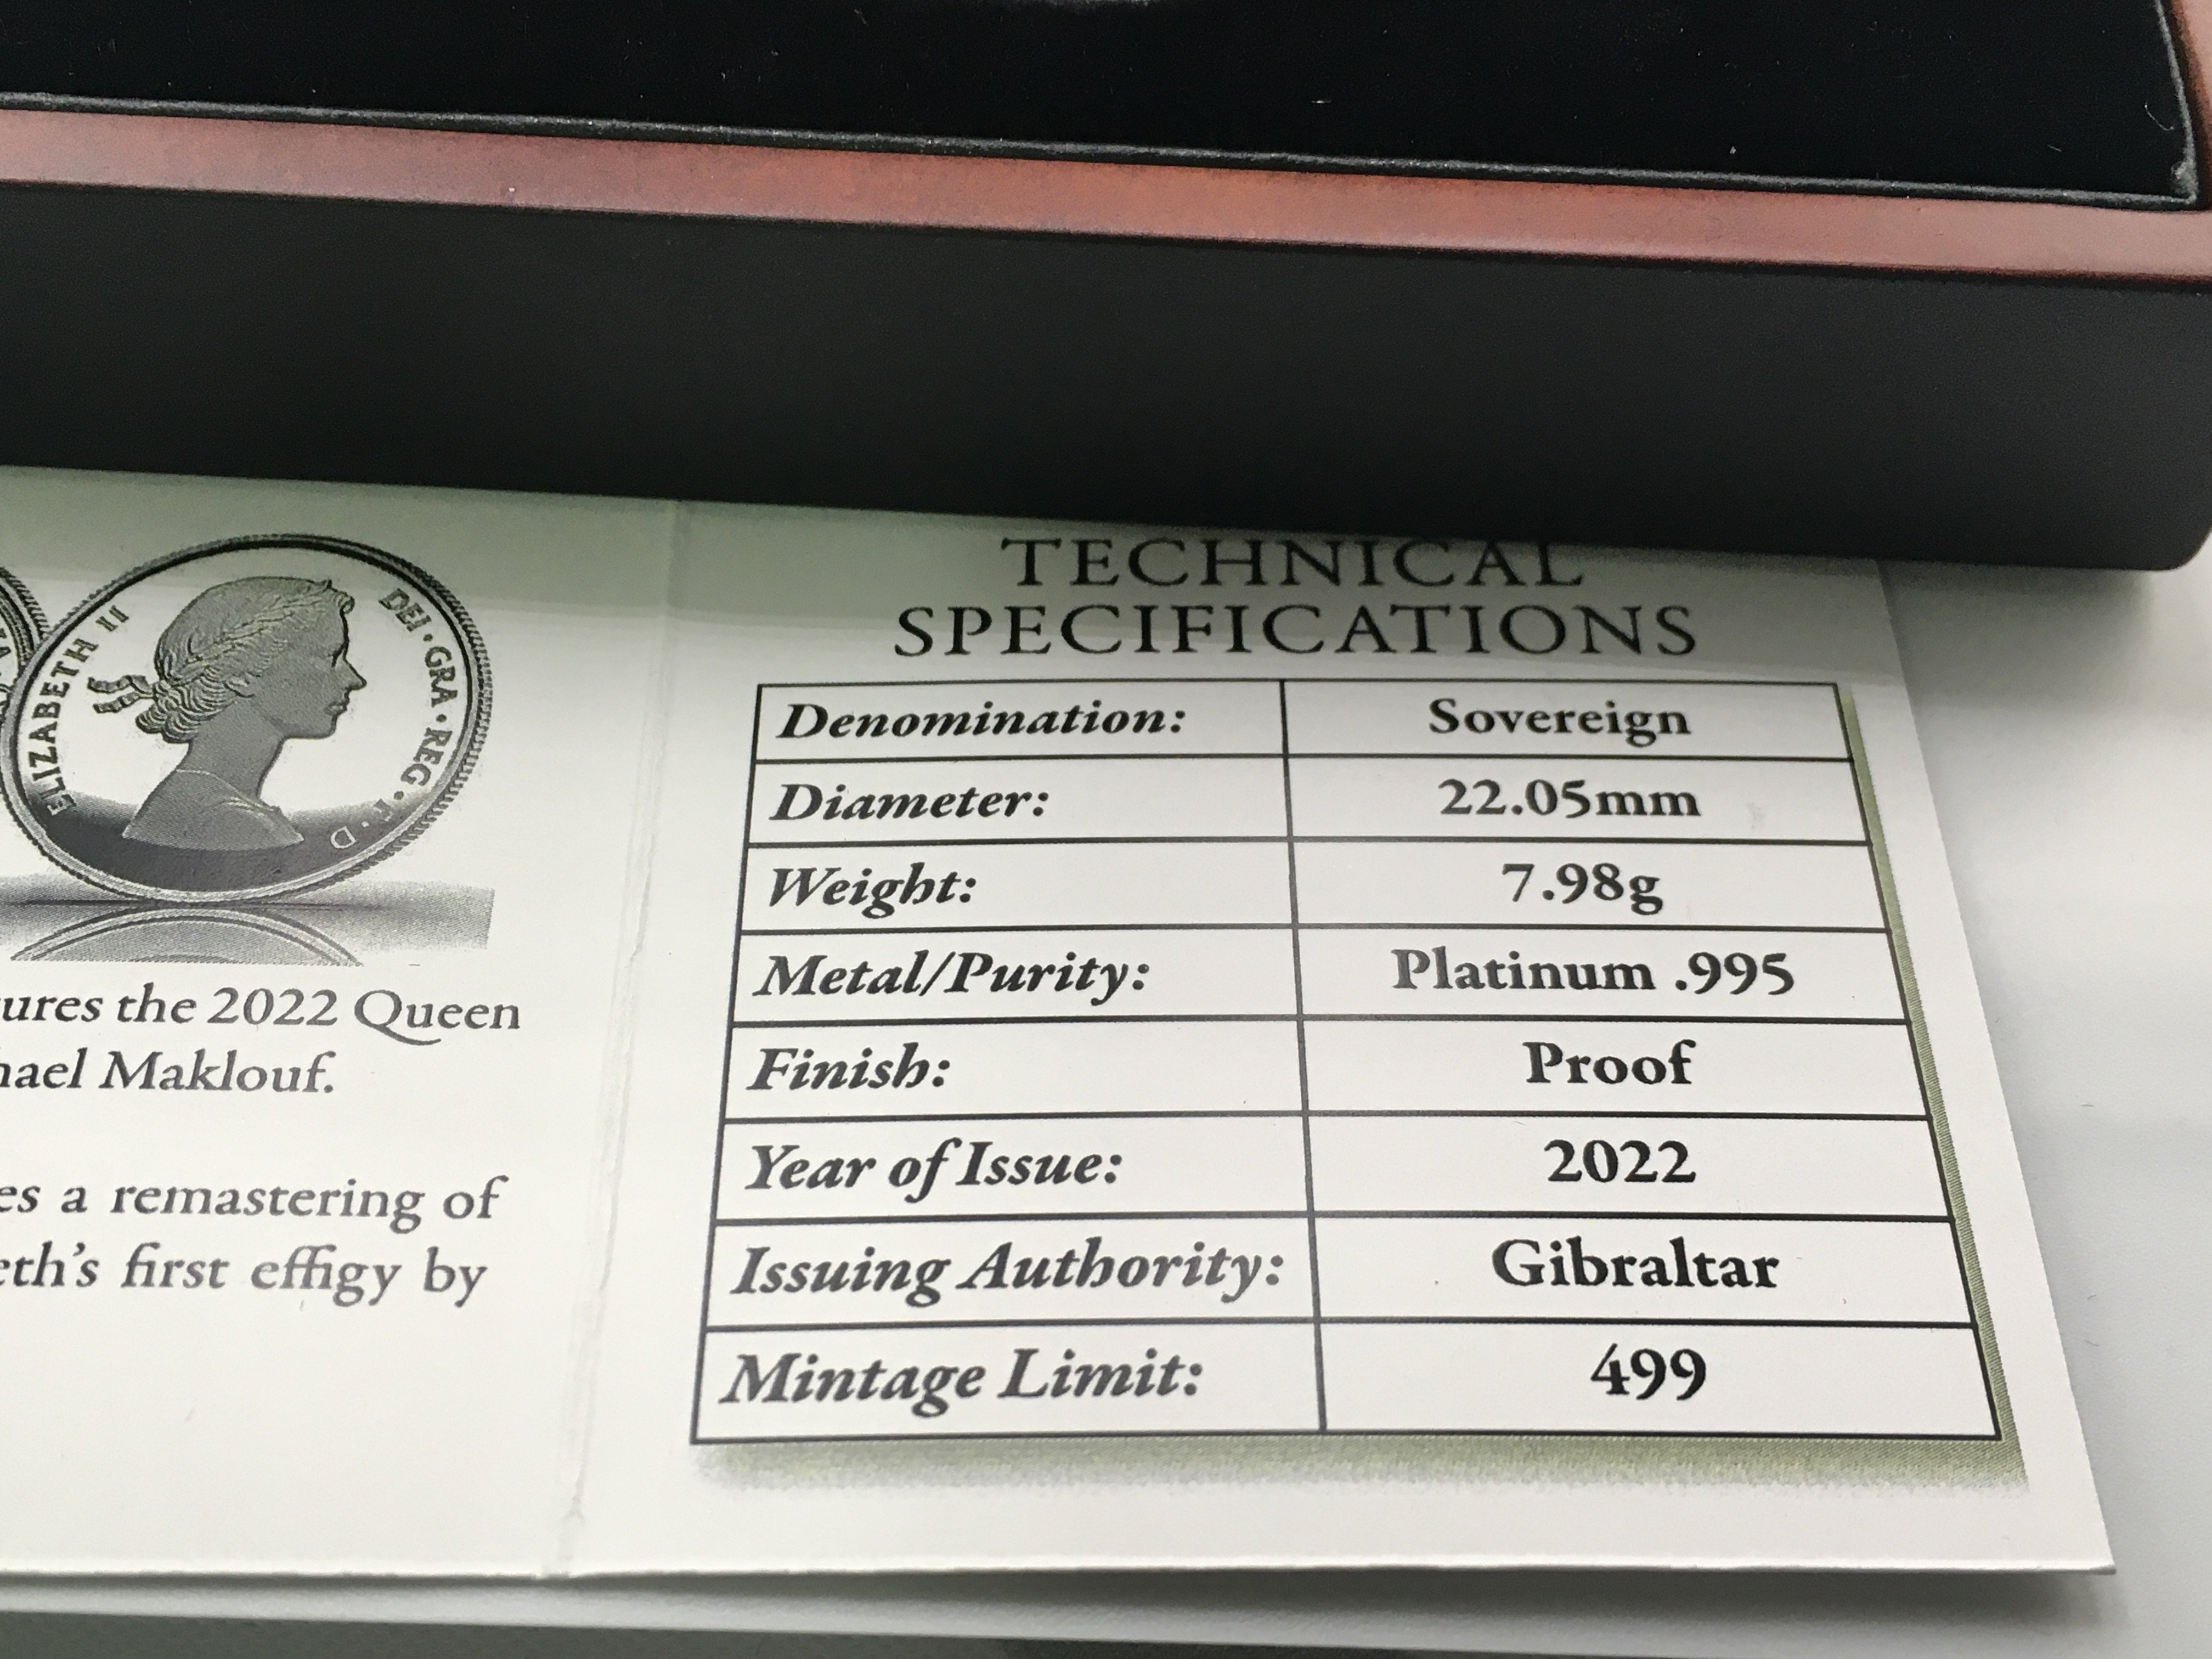 ELIZABETH II DEI·GRA·REG·F·D
ures the 2022 Queen
hael Maklouf.
es a remastering of
eth's first effigy by
TECHNICAL
SPECIFICATIONS
Denomination: Sovereign
Diameter: 22.05mm
Weight: 7.98g
Metal/Purity: Platinum .995
Finish: Proof
Year of Issue: 2022
Issuing Authority: Gibraltar
Mintage Limit: 499